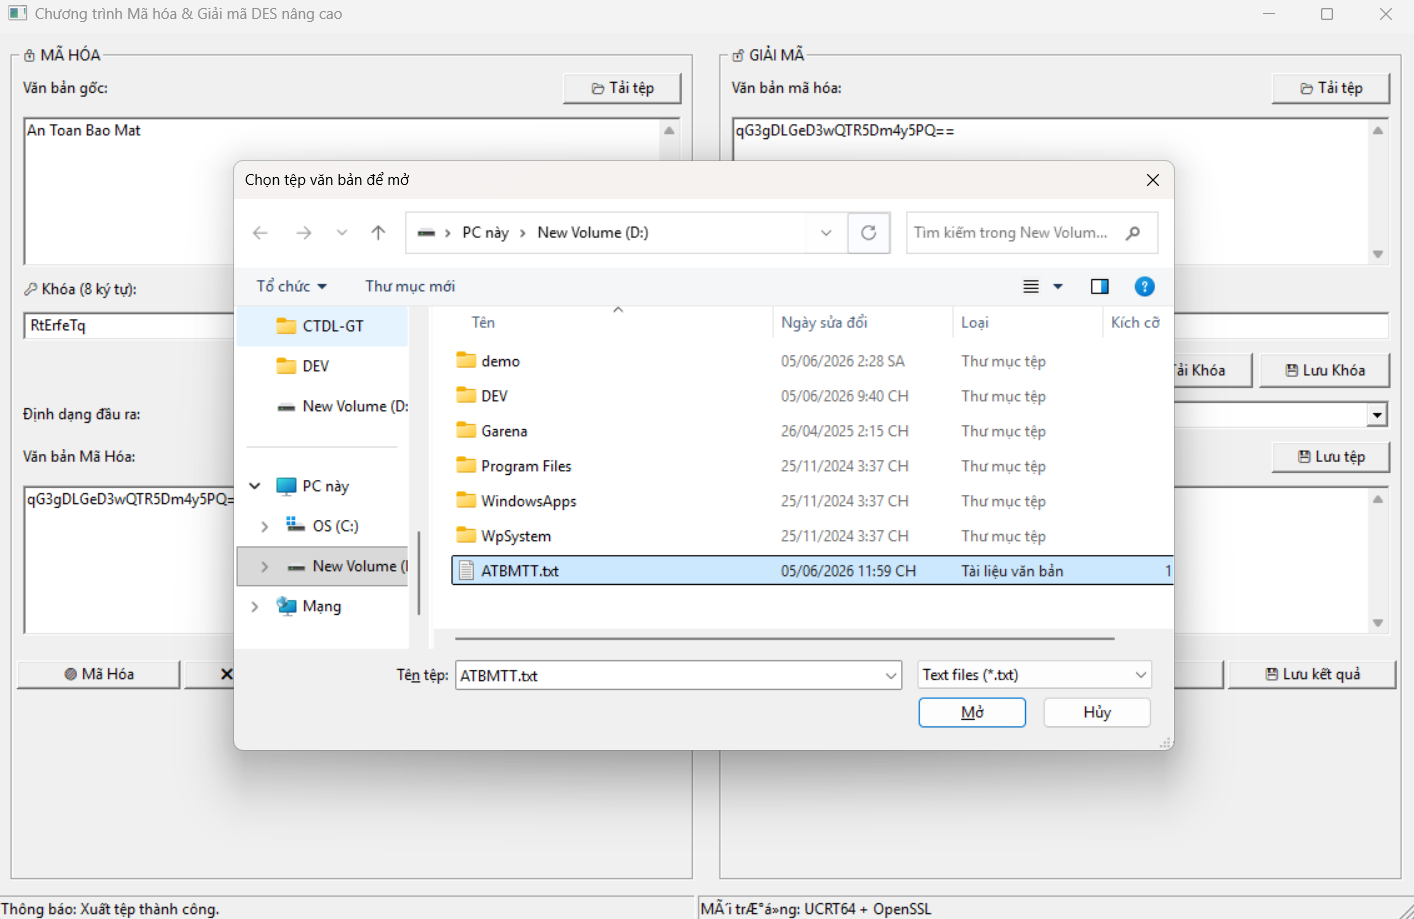 Chương trình Mã hóa & Giải mã DES nâng cao
MÃ HÓA
Văn bản gốc:
Tải tệp
An Toan Bao Mat
Khóa (8 ký tự):
RtErfeTq
Định dạng đầu ra:
Văn bản Mã Hóa:
qG3gDLGeD3wQTR5Dm4y5PQ=
Mã Hóa
GIẢI MÃ
Văn bản mã hóa:
Tải tệp
qG3gDLGeD3wQTR5Dm4y5PQ==
Tải Khóa
Lưu Khóa
Lưu tệp
Lưu kết quả
Chọn tệp văn bản để mở
PC này > New Volume (D:)
Tìm kiếm trong New Volum...
Tổ chức
Thư mục mới
CTDL-GT
DEV
New Volume (D:
PC này
OS (C:)
New Volume (
Mạng
Tên Ngày sửa đổi Loại Kích cỡ
demo 05/06/2026 2:28 SA Thư mục tệp
DEV 05/06/2026 9:40 CH Thư mục tệp
Garena 26/04/2025 2:15 CH Thư mục tệp
Program Files 25/11/2024 3:37 CH Thư mục tệp
WindowsApps 25/11/2024 3:37 CH Thư mục tệp
WpSystem 25/11/2024 3:37 CH Thư mục tệp
ATBMTT.txt 05/06/2026 11:59 CH Tài liệu văn bản 1
Tên tệp: ATBMTT.txt
Text files (*.txt)
Mở
Hủy
Thông báo: Xuất tệp thành công.
MÃ´i trÆ°á»ng: UCRT64 + OpenSSL